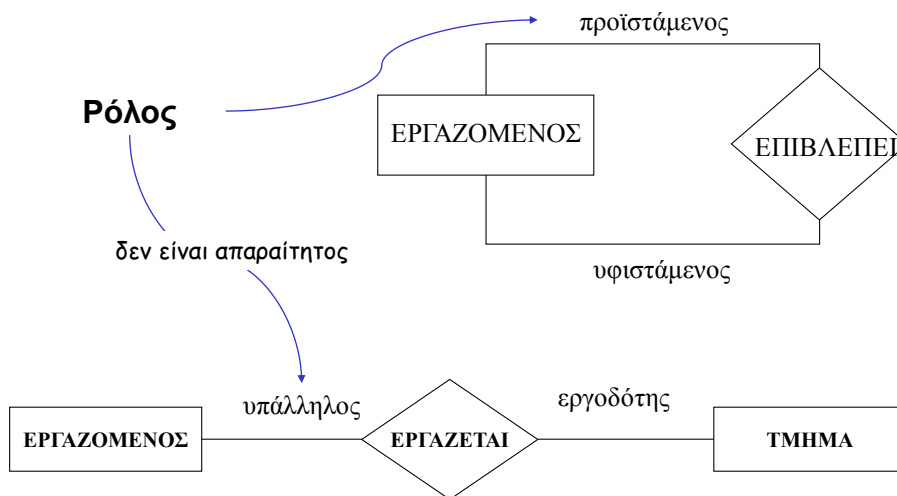 προϊστάμενος
Ρόλος
ΕΡΓΑΖΟΜΕΝΟΣ
ΕΠΙΒΛΕΠΕΙ
δεν είναι απαραίτητος
υφιστάμενος
υπάλληλος
εργοδότης
ΕΡΓΑΖΟΜΕΝΟΣ
ΕΡΓΑΖΕΤΑΙ
ΤΜΗΜΑ